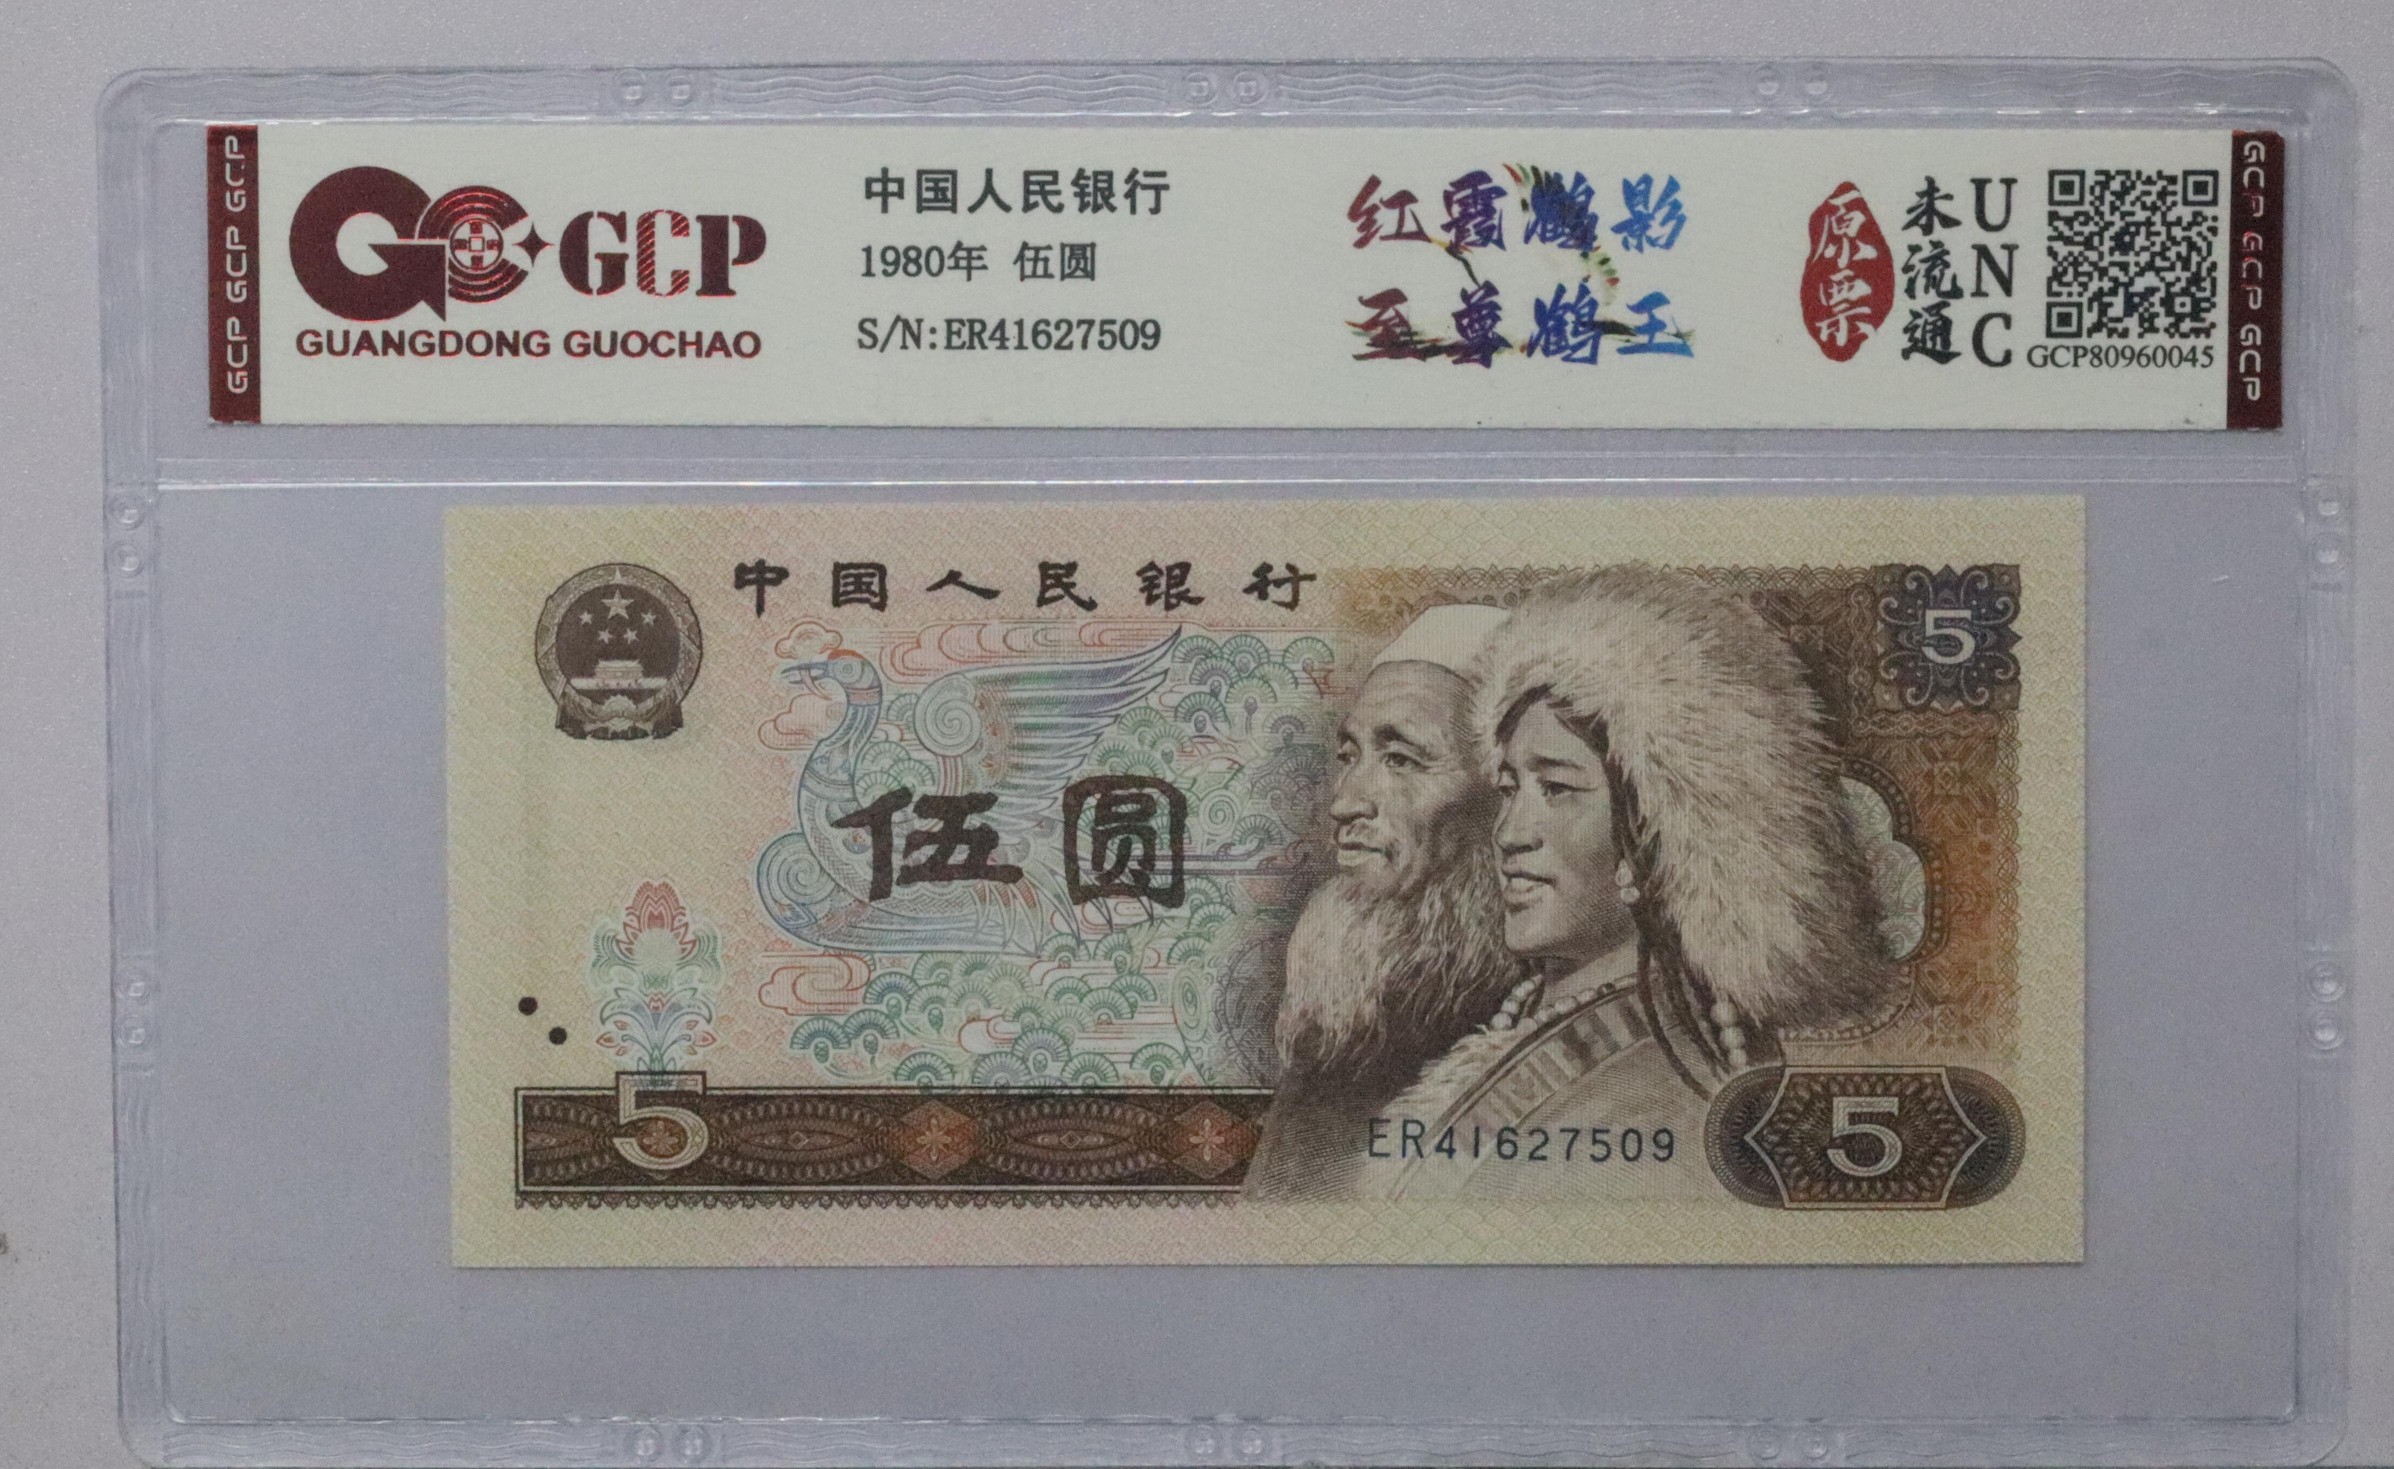 GCP GCP GCP
GCP
GUANGDONG GUOCHAO
中国人民银行
1980年 伍圆
S/N:ER41627509
红霞鹤影
至尊鹤王
原票
未流通
UNC
GCP80960045
GCP GCP GCP
中国人民银行
5
伍圆
5
ER41627509
5